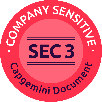 COMPANY SENSITIVE
SEC 3
Capgemini Document